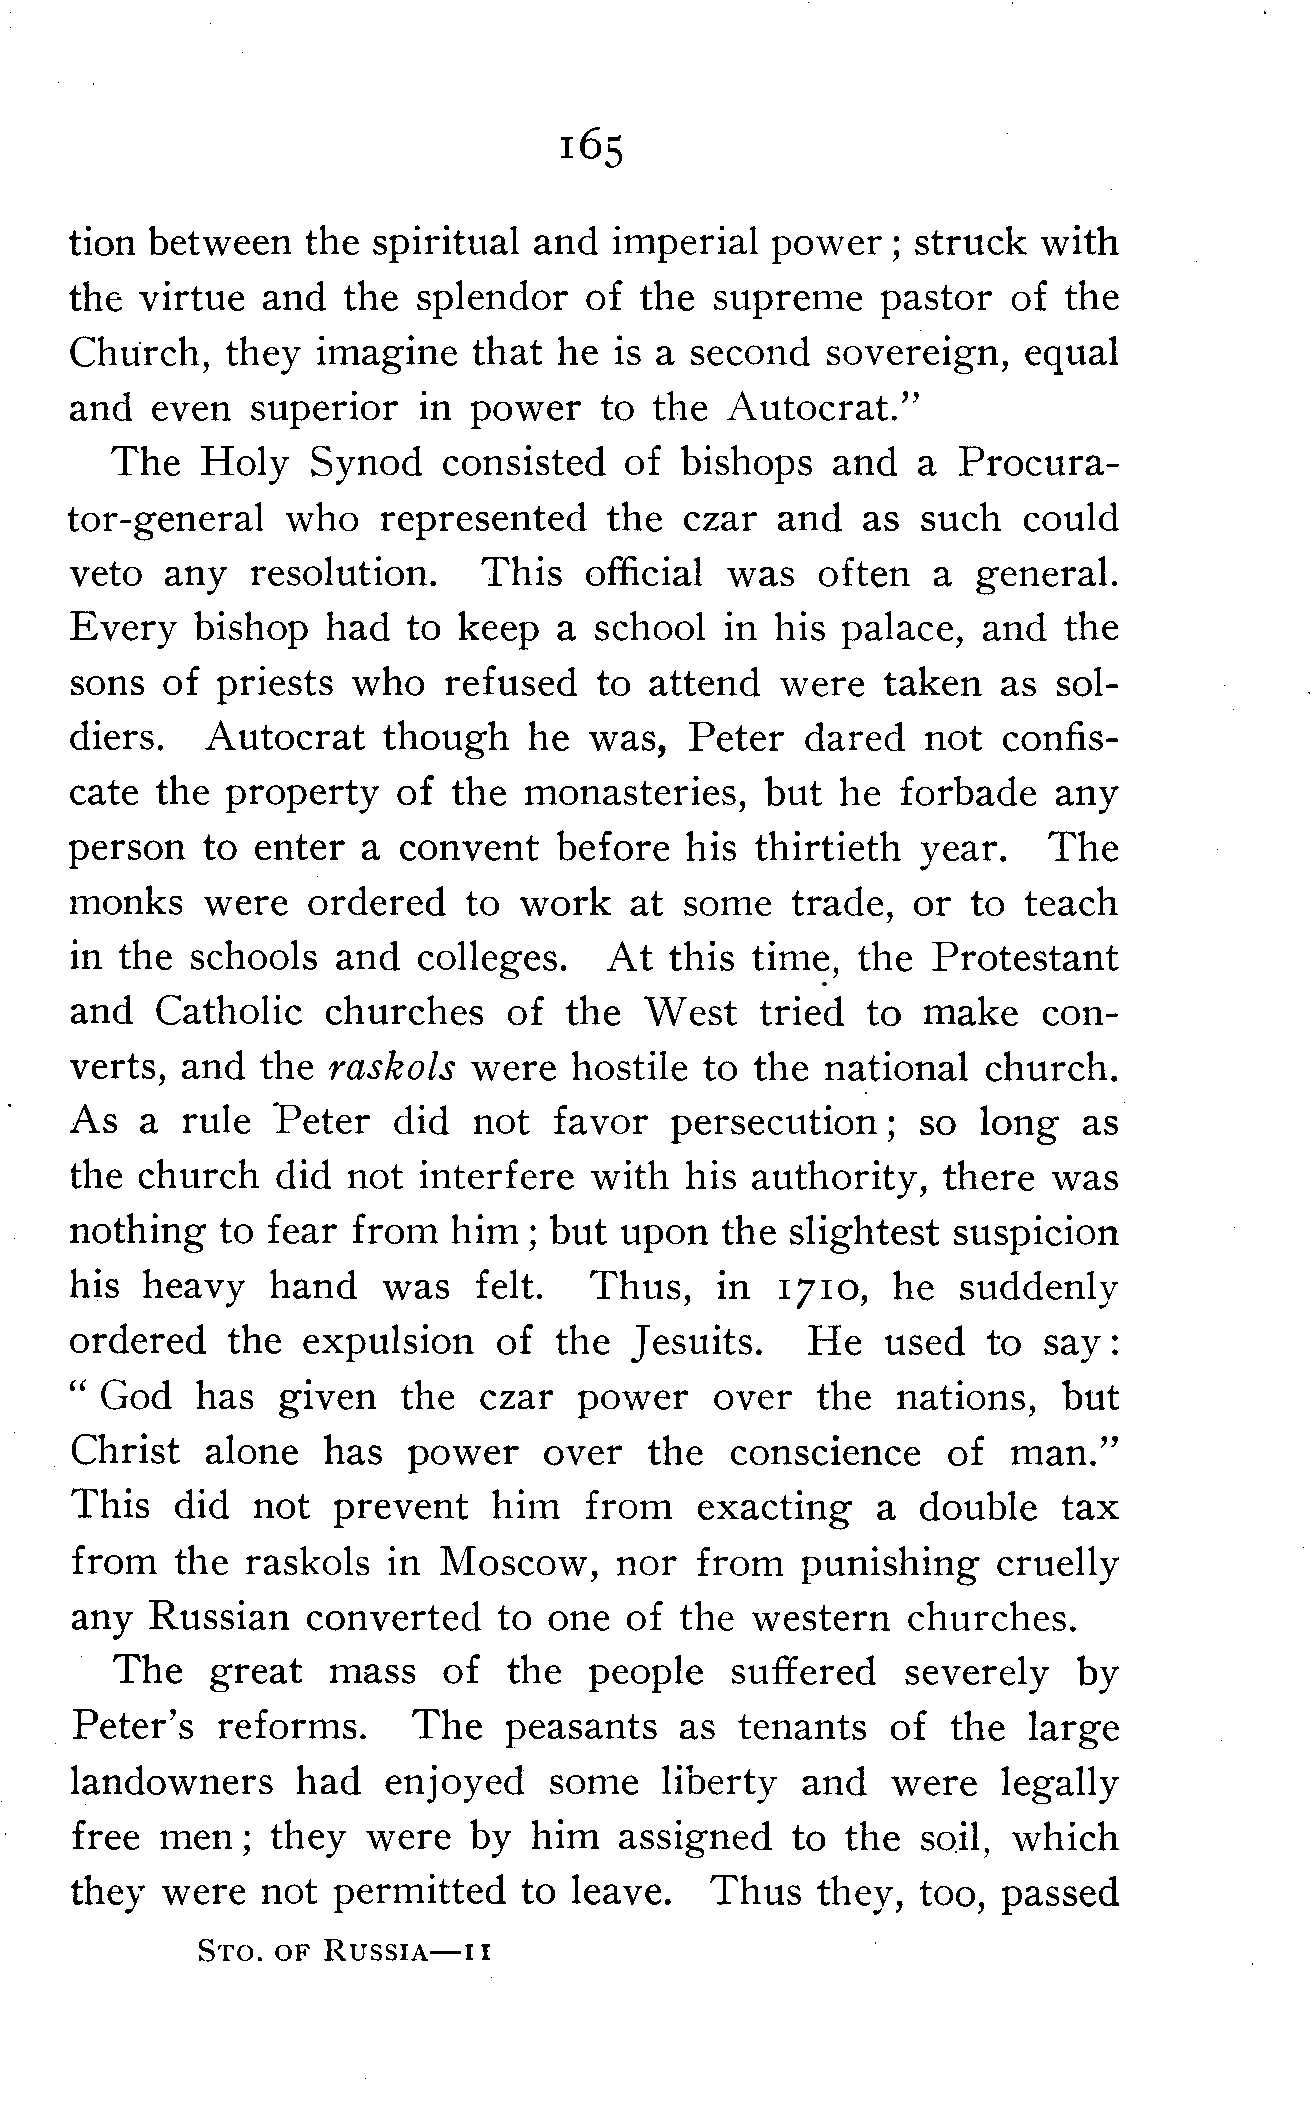 165
tion between the spiritual and imperial power ; struck with
the virtue and the splendor of the supreme pastor of the
Church, they imagine that he is a second sovereign, equal
and even superior in power to the Autocrat.”
The Holy Synod consisted of bishops and a Procura-
tor-general who represented the czar and as such could
veto any resolution. This official was often a general.
Every bishop had to keep a school in his palace, and the
sons of priests who refused to attend were taken as sol-
diers. Autocrat though he was, Peter dared not confis-
cate the property of the monasteries, but he forbade any
person to enter a convent before his thirtieth year. The
monks were ordered to work at some trade, or to teach
in the schools and colleges. At this time, the Protestant
and Catholic churches of the West tried to make con-
verts, and the raskols were hostile to the national church.
As a rule Peter did not favor persecution ; so long as
the church did not interfere with his authority, there was
nothing to fear from him ; but upon the slightest suspicion
his heavy hand was felt. Thus, in 1710, he suddenly
ordered the expulsion of the Jesuits. He used to say :
“ God has given the czar power over the nations, but
Christ alone has power over the conscience of man.”
This did not prevent him from exacting a double tax
from the raskols in Moscow, nor from punishing cruelly
any Russian converted to one of the western churches.
The great mass of the people suffered severely by
Peter’s reforms. The peasants as tenants of the large
landowners had enjoyed some liberty and were legally
free men ; they were by him assigned to the soil, which
they were not permitted to leave. Thus they, too, passed
STO. OF RUSSIA—11